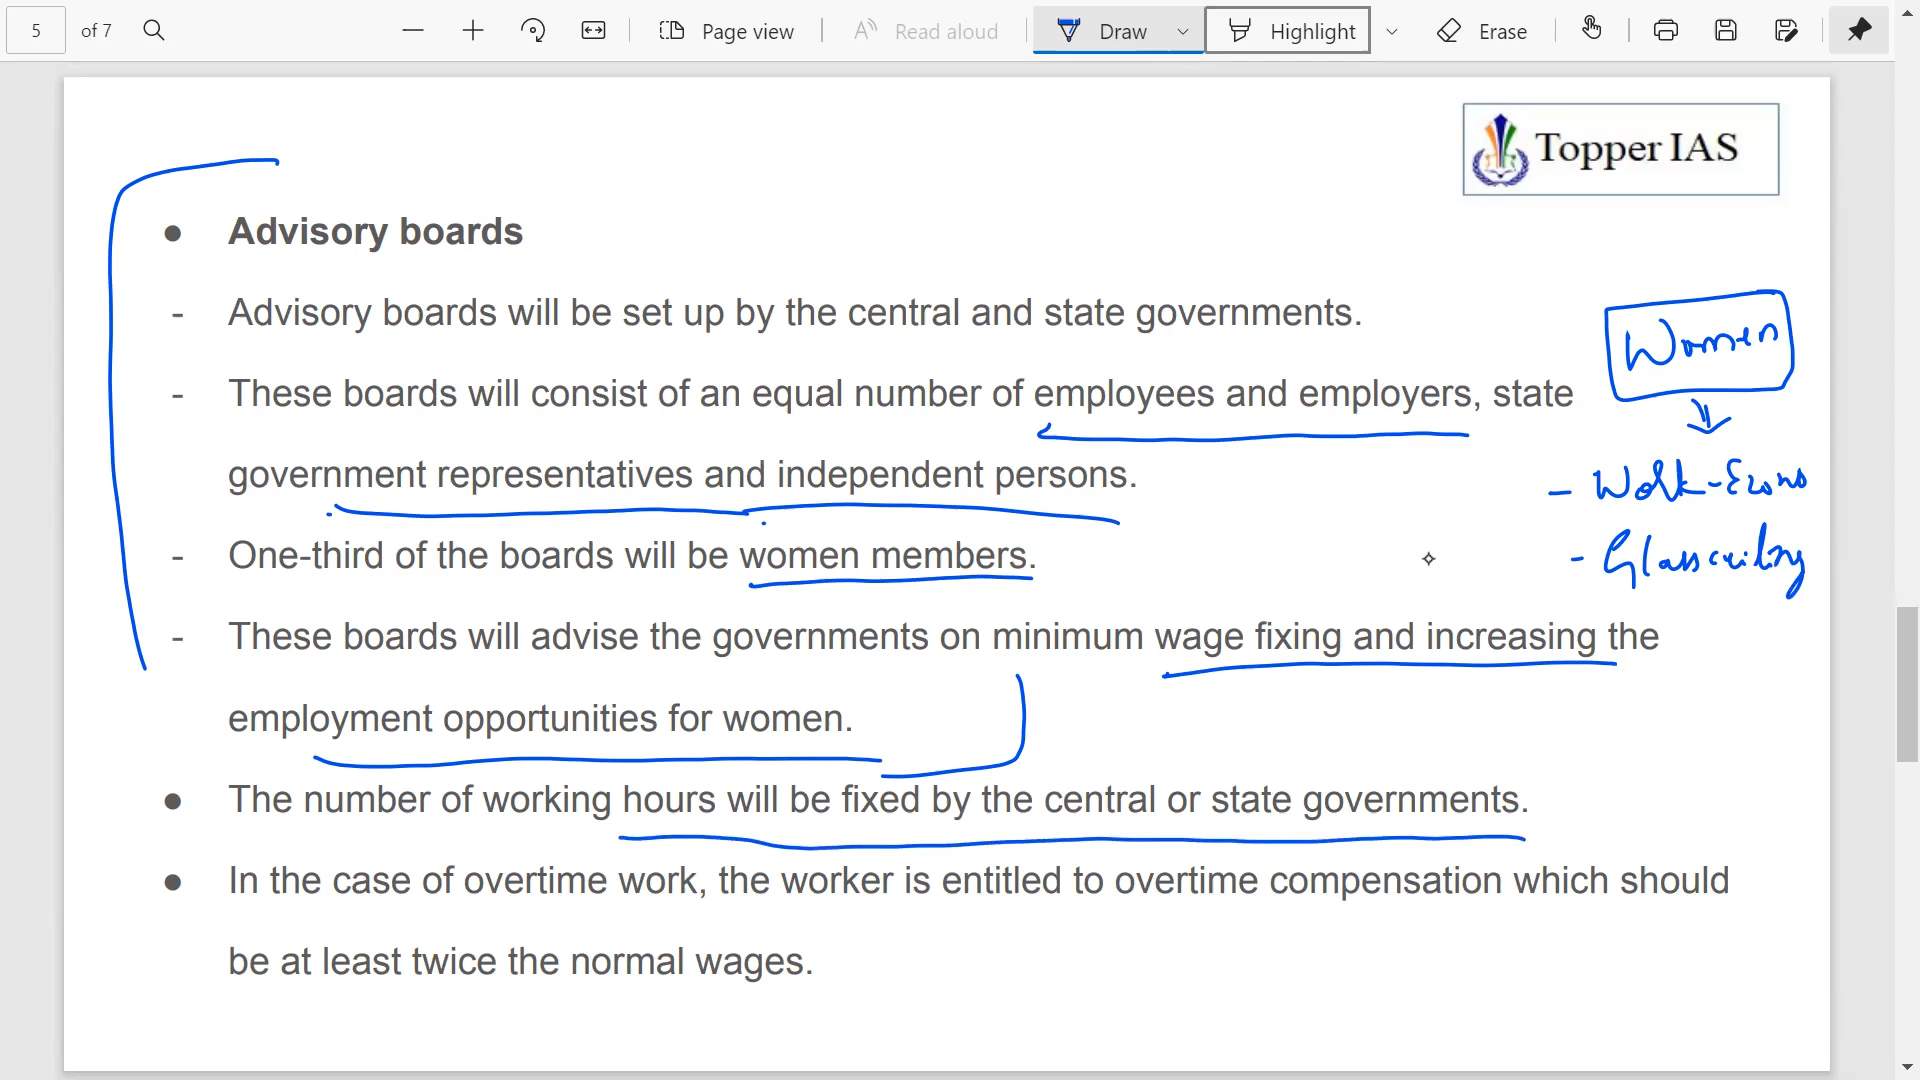 5 of 7 Page view Read aloud Draw Highlight Erase
Topper IAS
● Advisory boards
- Advisory boards will be set up by the central and state governments.
Women
- These boards will consist of an equal number of employees and employers, state
government representatives and independent persons.
- Work-
- One-third of the boards will be women members.
- Glass ceiling
- These boards will advise the governments on minimum wage fixing and increasing the
employment opportunities for women.
● The number of working hours will be fixed by the central or state governments.
● In the case of overtime work, the worker is entitled to overtime compensation which should
be at least twice the normal wages.